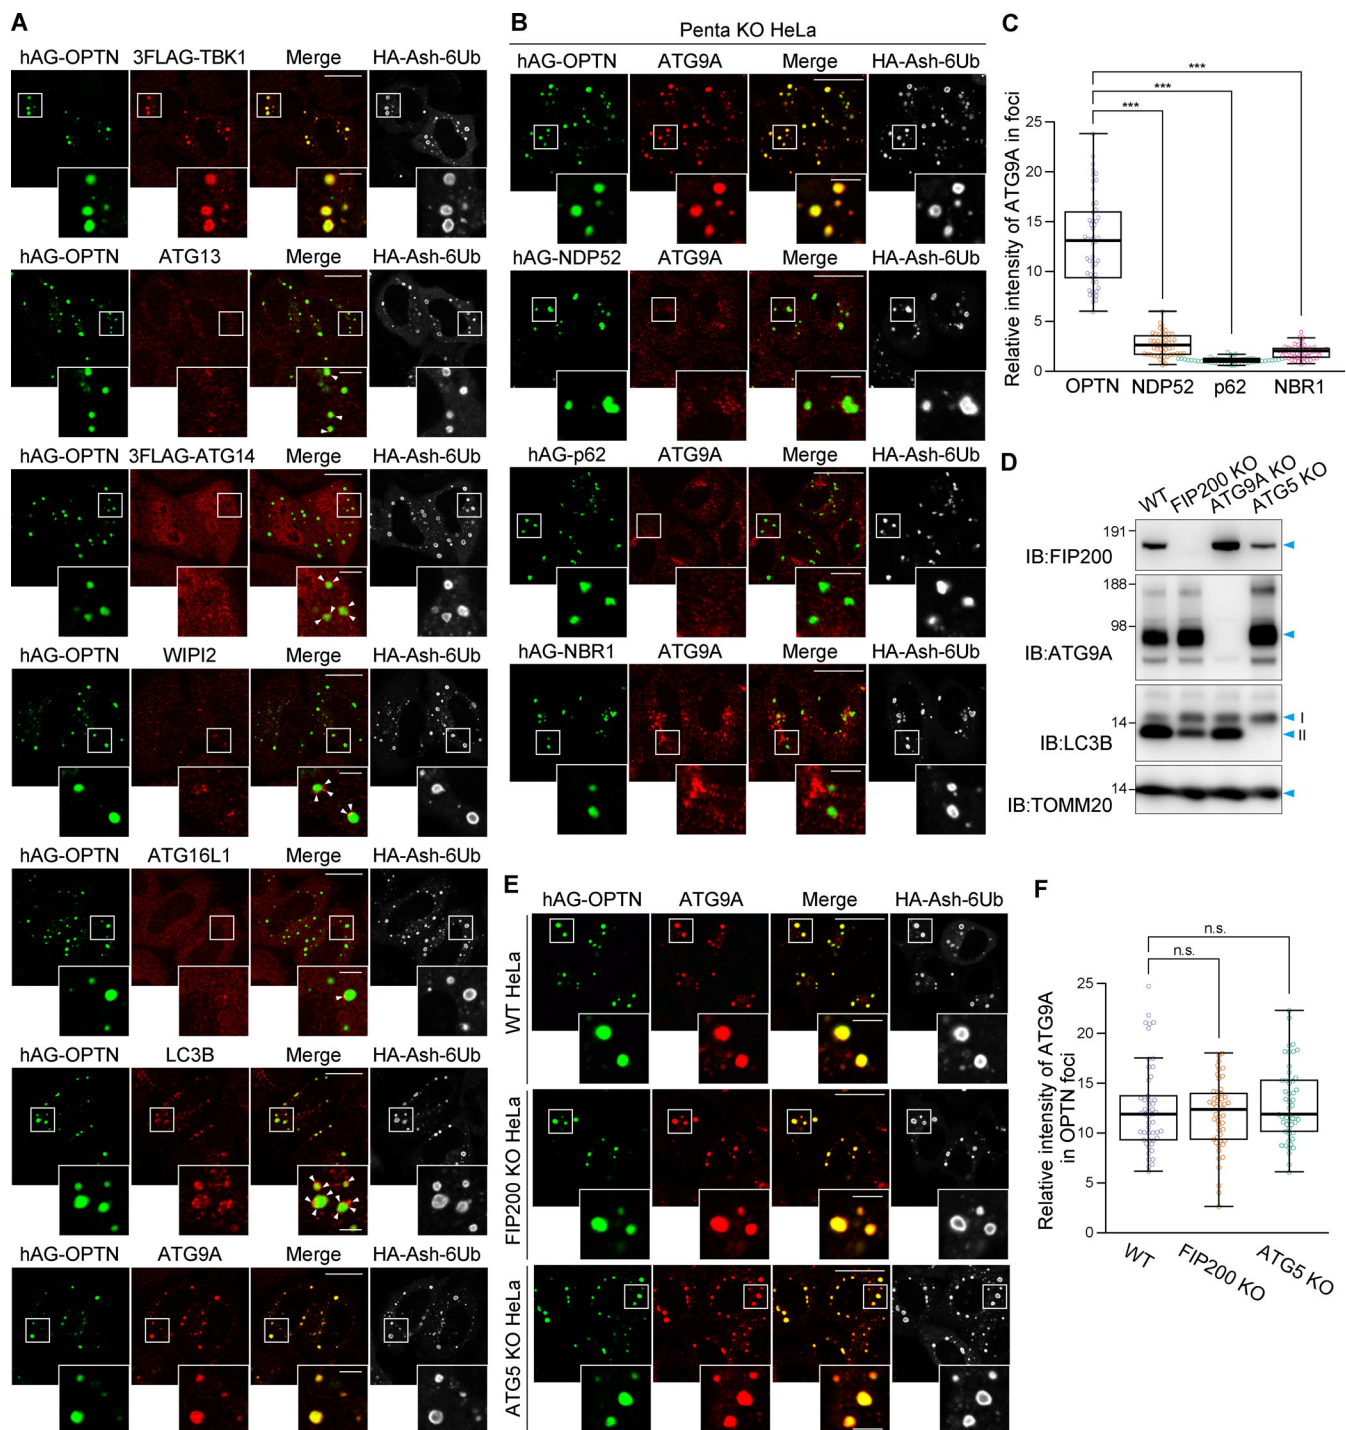 A
hAG-OPTN 3FLAG-TBK1 Merge HA-Ash-6Ub
hAG-OPTN ATG13 Merge HA-Ash-6Ub
hAG-OPTN 3FLAG-ATG14 Merge HA-Ash-6Ub
hAG-OPTN WIPI2 Merge HA-Ash-6Ub
hAG-OPTN ATG16L1 Merge HA-Ash-6Ub
hAG-OPTN LC3B Merge HA-Ash-6Ub
hAG-OPTN ATG9A Merge HA-Ash-6Ub
B
Penta KO HeLa
hAG-OPTN ATG9A Merge HA-Ash-6Ub
hAG-NDP52 ATG9A Merge HA-Ash-6Ub
hAG-p62 ATG9A Merge HA-Ash-6Ub
hAG-NBR1 ATG9A Merge HA-Ash-6Ub
C
Relative intensity of ATG9A in foci
25
20
15
10
5
0
***
***
***
OPTN NDP52 p62 NBR1
D
WT FIP200 KO ATG9A KO ATG5 KO
191
IB:FIP200
188
98
IB:ATG9A
14
I
II
IB:LC3B
14
IB:TOMM20
E
hAG-OPTN ATG9A Merge HA-Ash-6Ub
WT HeLa
FIP200 KO HeLa
ATG5 KO HeLa
F
Relative intensity of ATG9A
in OPTN foci
25
20
15
10
5
0
n.s.
n.s.
WT FIP200 KO ATG5 KO